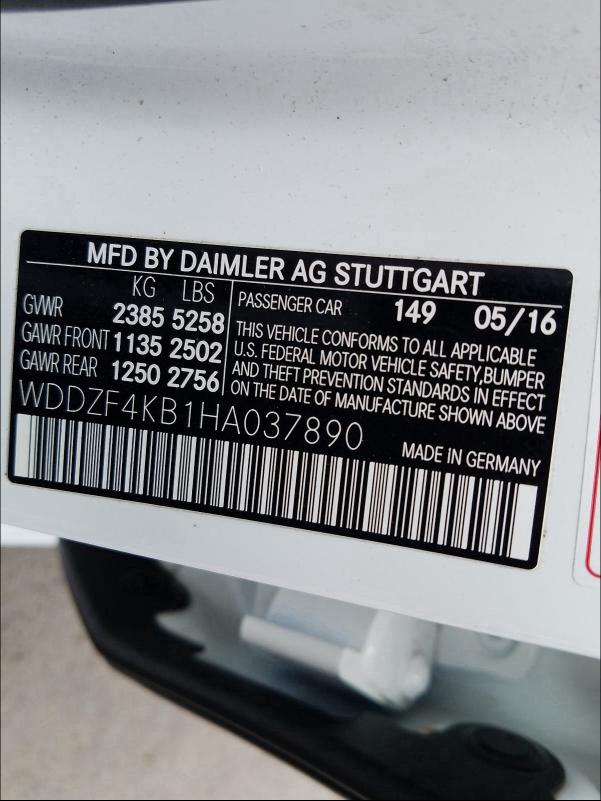 MFD BY DAIMLER AG STUTTGART
KG LBS
GVWR 2385 5258
GAWR FRONT 1135 2502
GAWR REAR 1250 2756
PASSENGER CAR 149 05/16
THIS VEHICLE CONFORMS TO ALL APPLICABLE
U.S. FEDERAL MOTOR VEHICLE SAFETY,BUMPER
AND THEFT PREVENTION STANDARDS IN EFFECT
ON THE DATE OF MANUFACTURE SHOWN ABOVE
WDDZF4KB1HA037890
MADE IN GERMANY